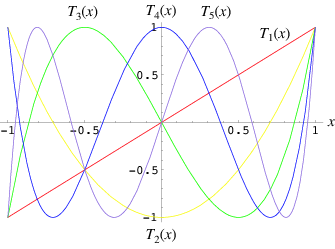 T₃(x) T₄(x) T₅(x)
1
T₁(x)
0.5
-1 -0.5 0.5 1 x
-0.5
-1
T₂(x)